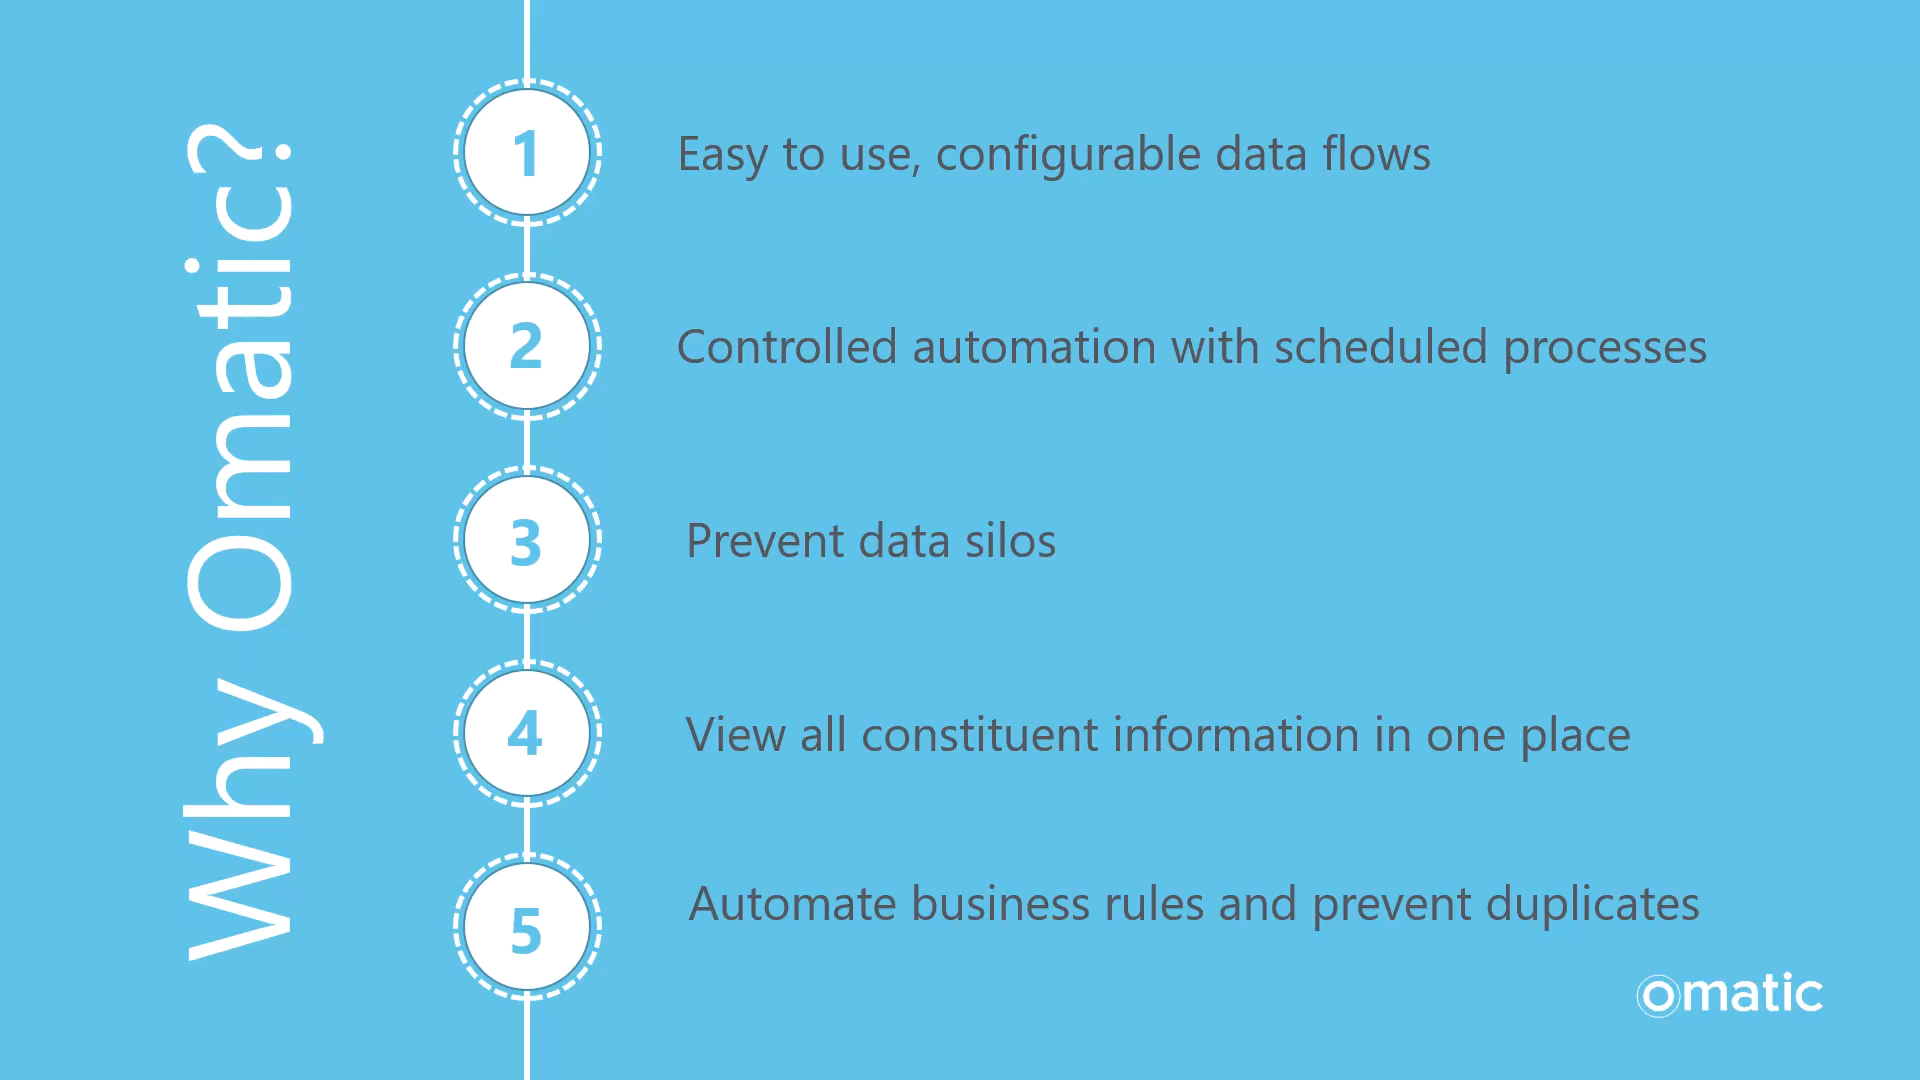 Why Omatic?
1
Easy to use, configurable data flows
2
Controlled automation with scheduled processes
3
Prevent data silos
4
View all constituent information in one place
5
Automate business rules and prevent duplicates
omatic